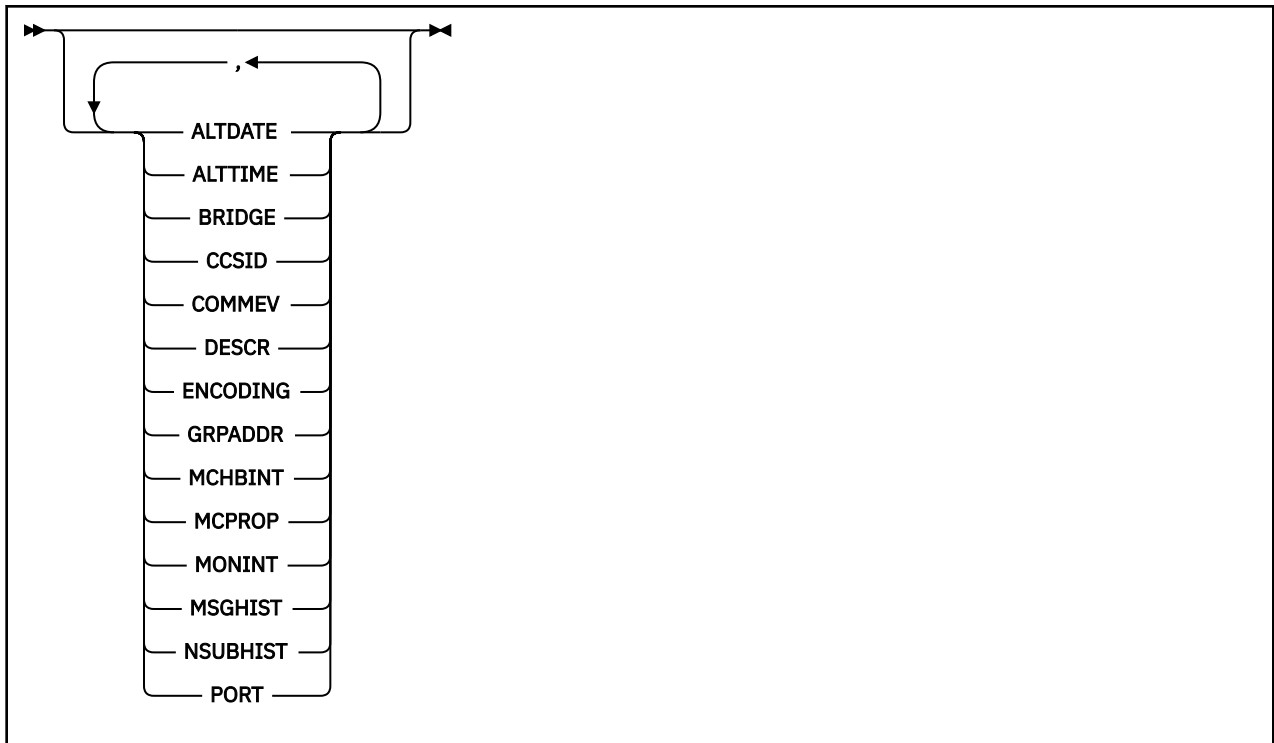 ,
ALTDATE
ALTTIME
BRIDGE
CCSID
COMMEV
DESCR
ENCODING
GRPADDR
MCHBINT
MCPROP
MONINT
MSGHIST
NSUBHIST
PORT